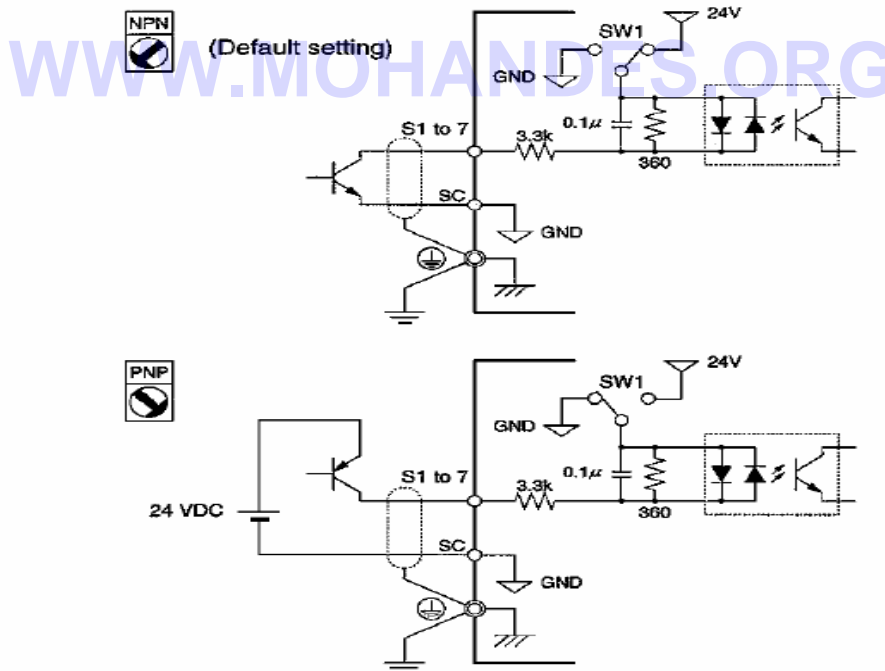 NPN
(Default setting)
WWW.MOHANDES.ORG
SW1
24V
GND
S1 to 7
3.3k
0.1μ
360
SC
GND
PNP
SW1
24V
GND
S1 to 7
3.3k
0.1μ
360
24 VDC
SC
GND